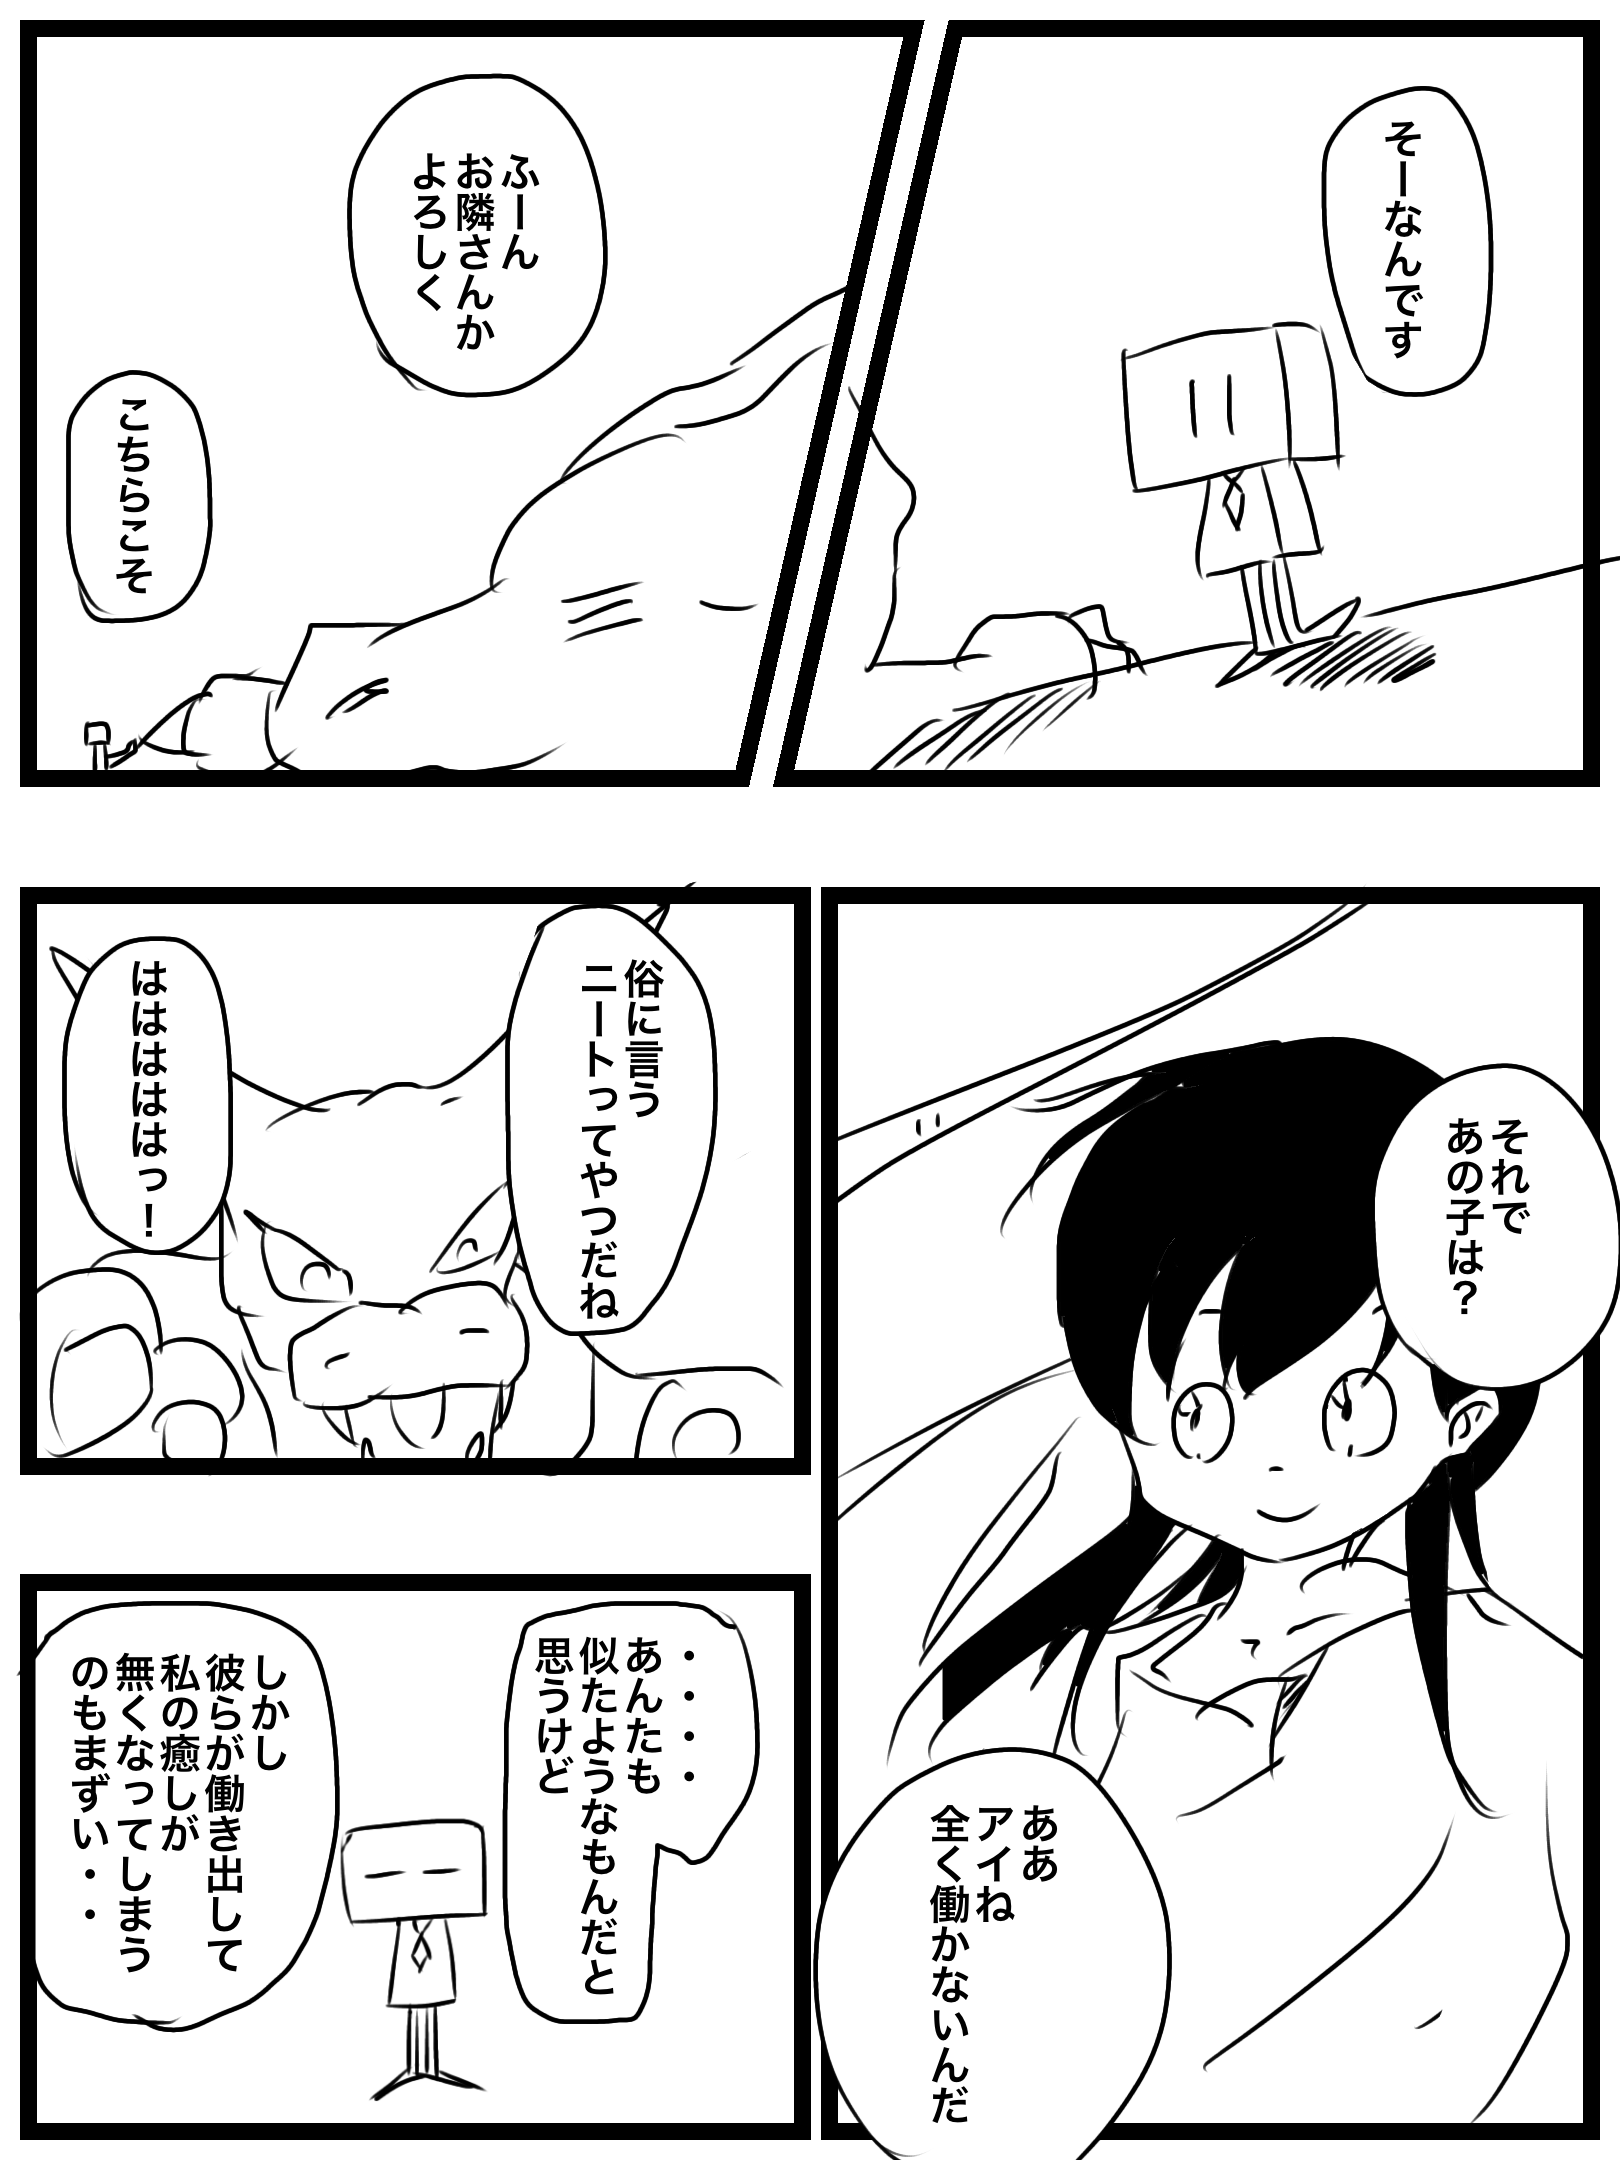 そーなんです
ふーん
お隣さんか
よろしく
こちらこそ
それで
あの子は？
ああ
アイね
全く働かないんだ
俗に言う
ニートってやつだね
はははははっ！
・・・・
あんたも
似たようなもんだと
思うけど
しかし
彼らが働き出して
私の癒しが
無くなってしまう
のもまずい・・